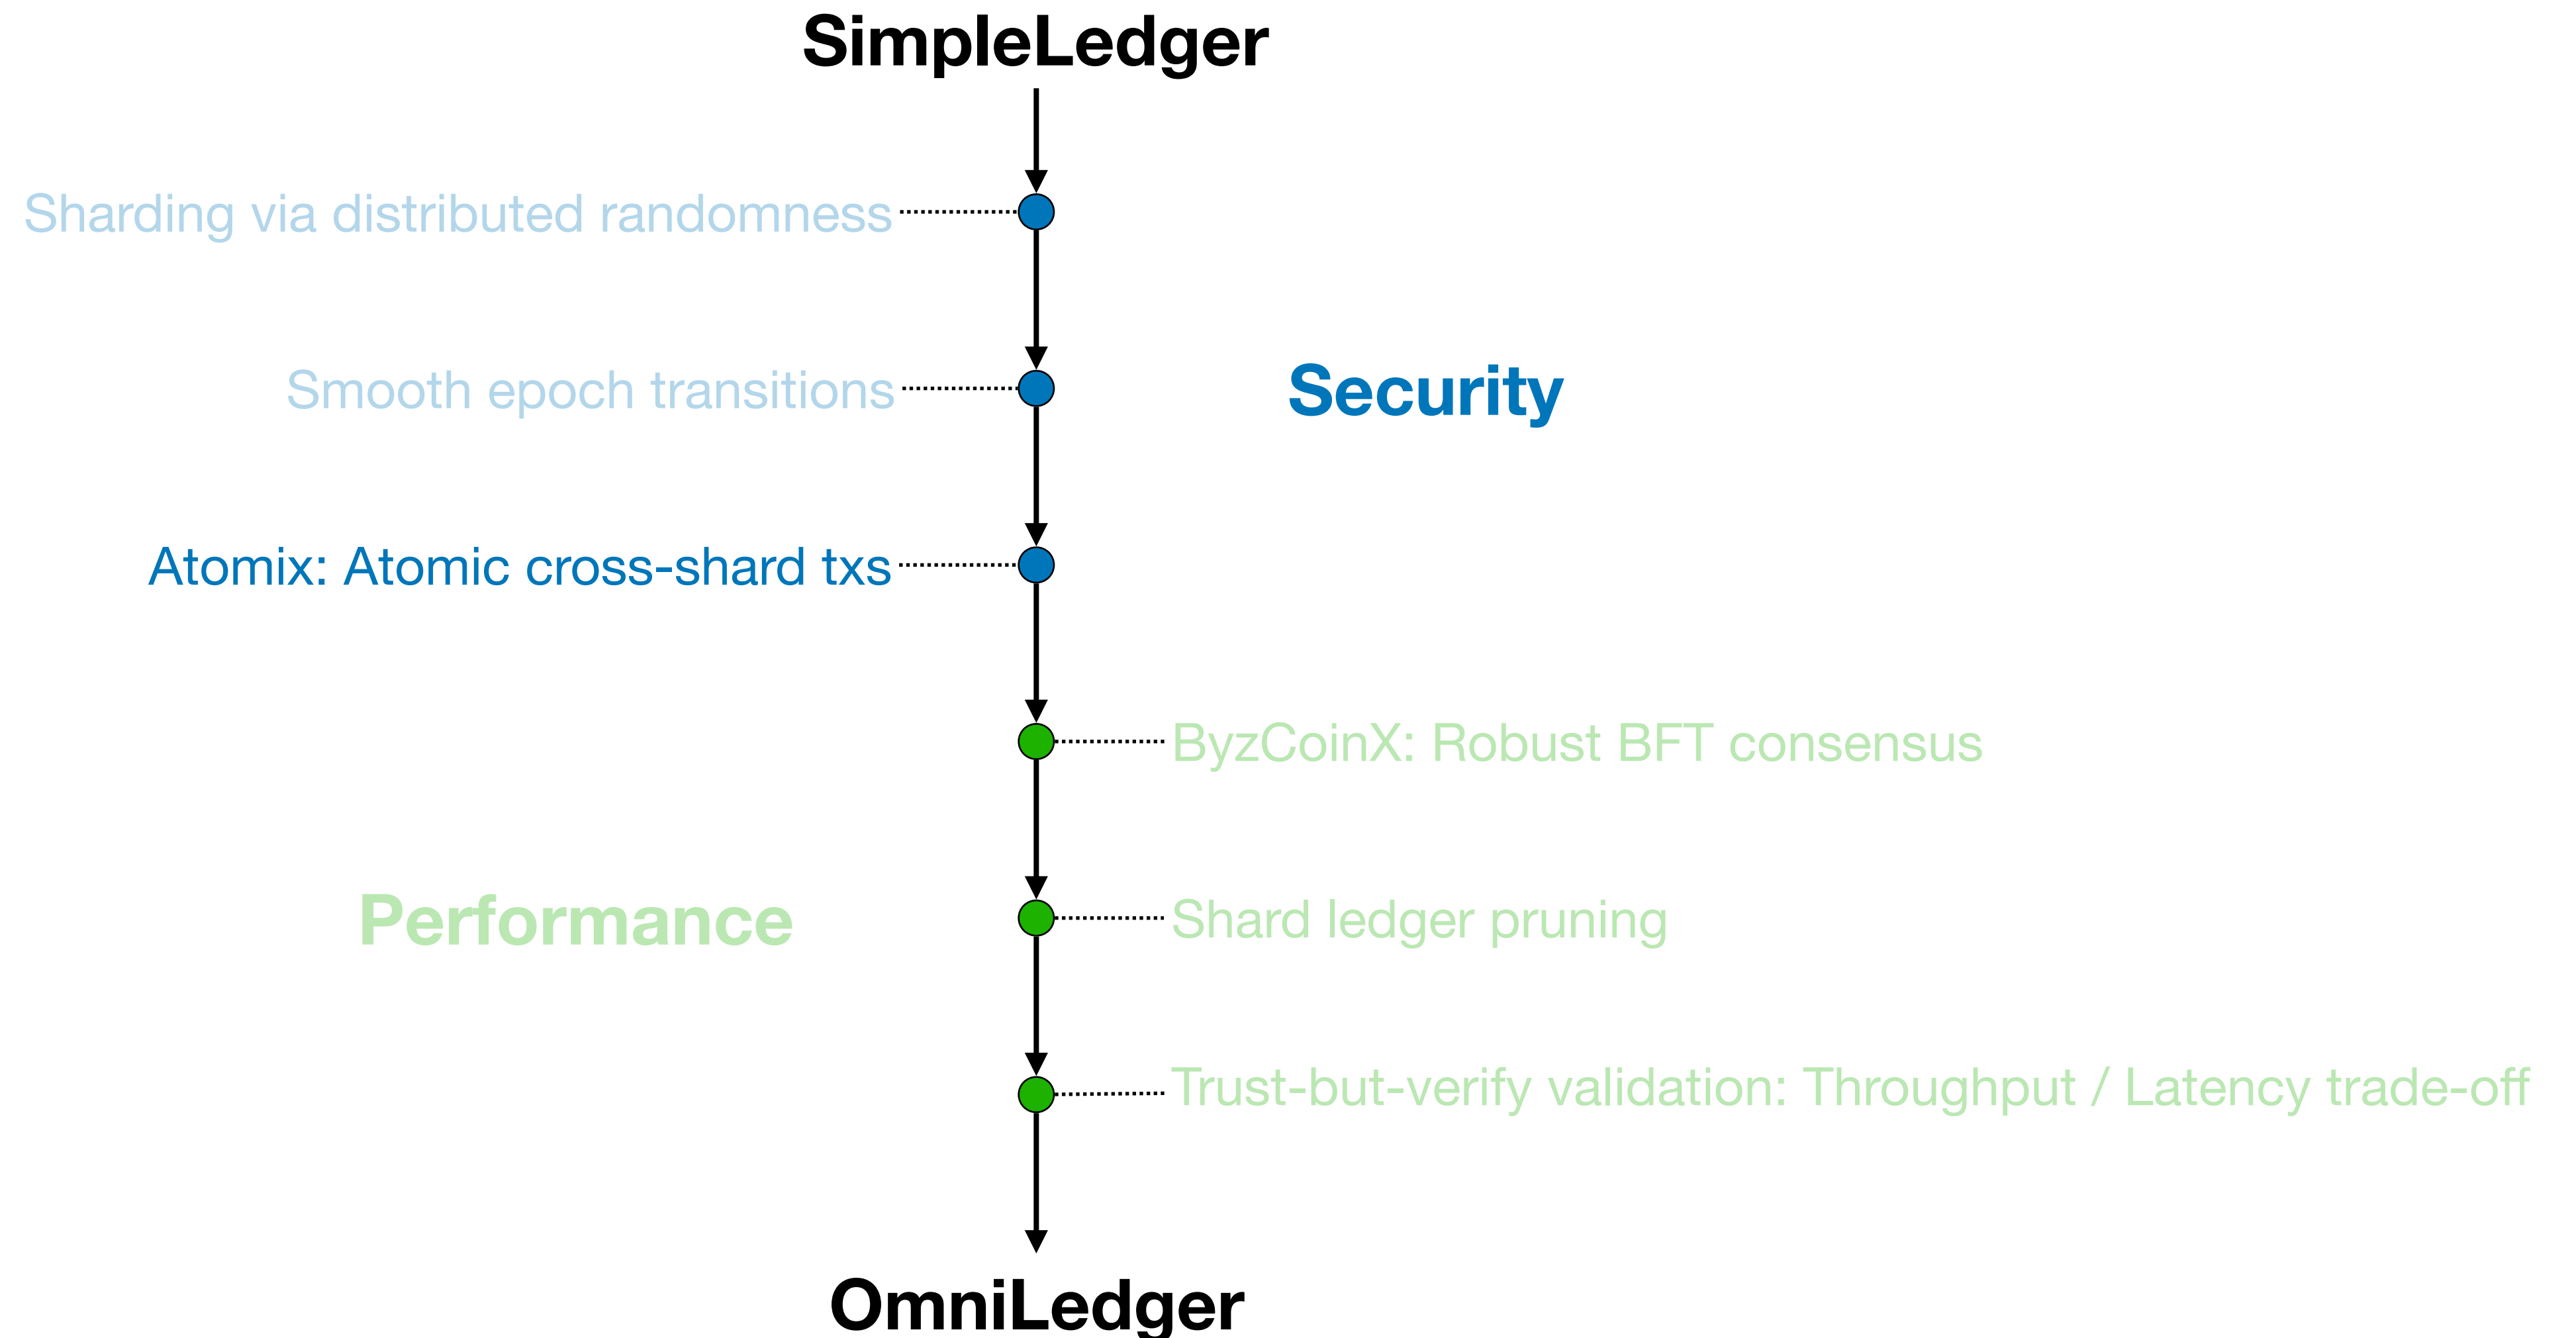 SimpleLedger
Sharding via distributed randomness
Smooth epoch transitions
Security
Atomix: Atomic cross-shard txs
ByzCoinX: Robust BFT consensus
Performance
Shard ledger pruning
Trust-but-verify validation: Throughput / Latency trade-off
OmniLedger